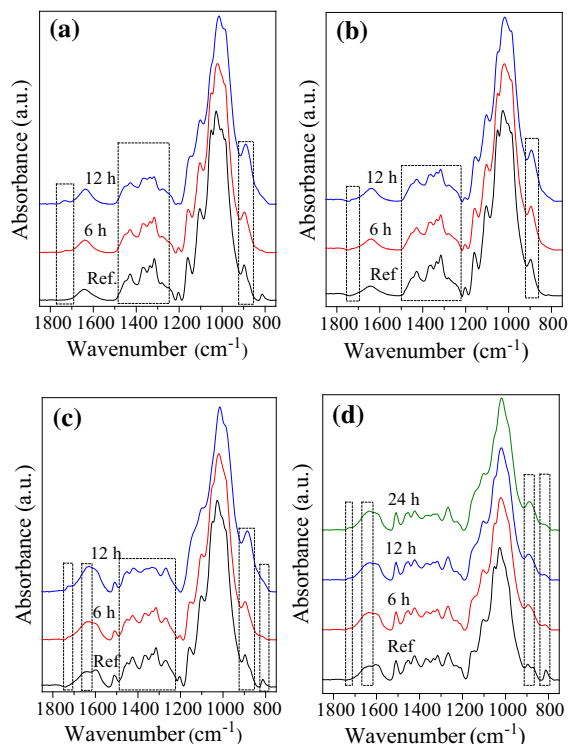 (a)
Absorbance (a.u.)
12 h
6 h
Ref
1800 1600 1400 1200 1000 800
Wavenumber (cm⁻¹)
(b)
Absorbance (a.u.)
12 h
6 h
Ref
1800 1600 1400 1200 1000 800
Wavenumber (cm⁻¹)
(c)
Absorbance (a.u.)
12 h
6 h
Ref
1800 1600 1400 1200 1000 800
Wavenumber (cm⁻¹)
(d)
Absorbance (a.u.)
24 h
12 h
6 h
Ref
1800 1600 1400 1200 1000 800
Wavenumber (cm⁻¹)